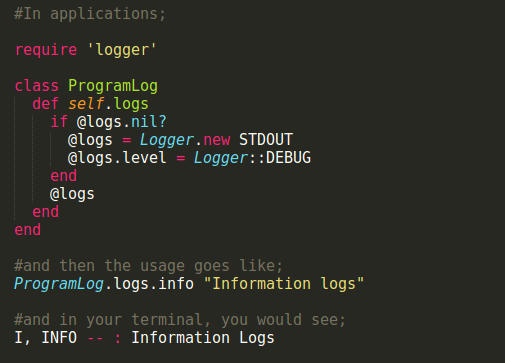 #In applications;
require 'logger'
class ProgramLog
def self.logs
if @logs.nil?
@logs = Logger.new STDOUT
@logs.level = Logger::DEBUG
end
@logs
end
end
#and then the usage goes like;
ProgramLog.logs.info "Information logs"
#and in your terminal, you would see;
I, INFO -- : Information Logs